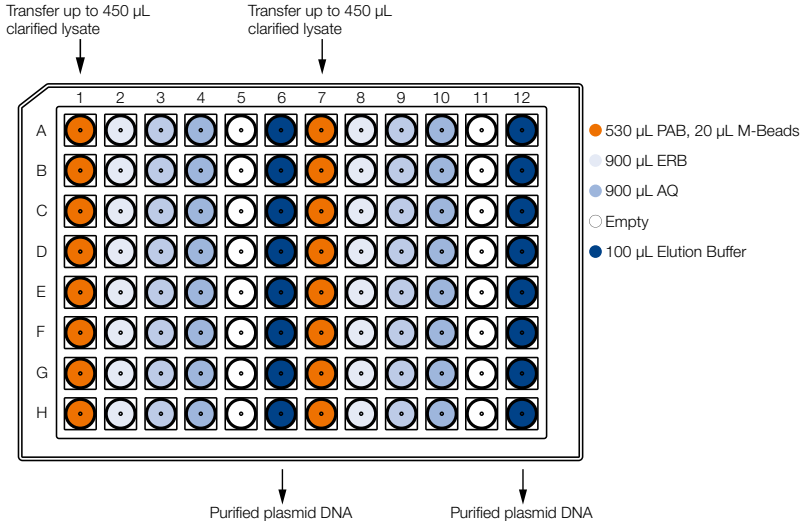 Transfer up to 450 µL
clarified lysate
Transfer up to 450 µL
clarified lysate
1 2 3 4 5 6 7 8 9 10 11 12
A
B
C
D
E
F
G
H
530 µL PAB, 20 µL M-Beads
900 µL ERB
900 µL AQ
Empty
100 µL Elution Buffer
Purified plasmid DNA
Purified plasmid DNA